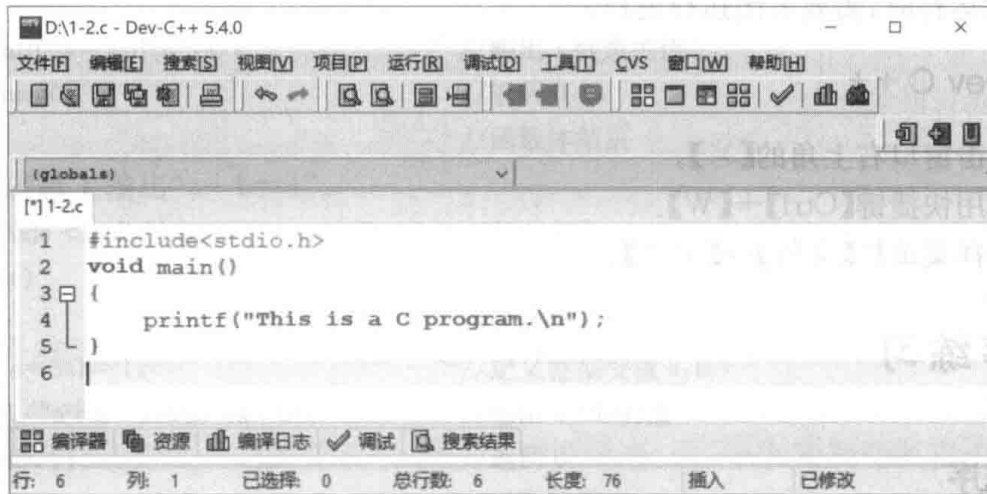 D:\1-2.c - Dev-C++ 5.4.0
文件[F] 编辑[E] 搜索[S] 视图[V] 项目[P] 运行[R] 调试[D] 工具[T] CVS 窗口[W] 帮助[H]
(globals)
[*] 1-2.c
1 #include<stdio.h>
2 void main()
3 {
4 printf("This is a C program.\n");
5 }
6
编译器 资源 编译日志 调试 搜索结果
行: 6 列: 1 已选择: 0 总行数: 6 长度: 76 插入 已修改